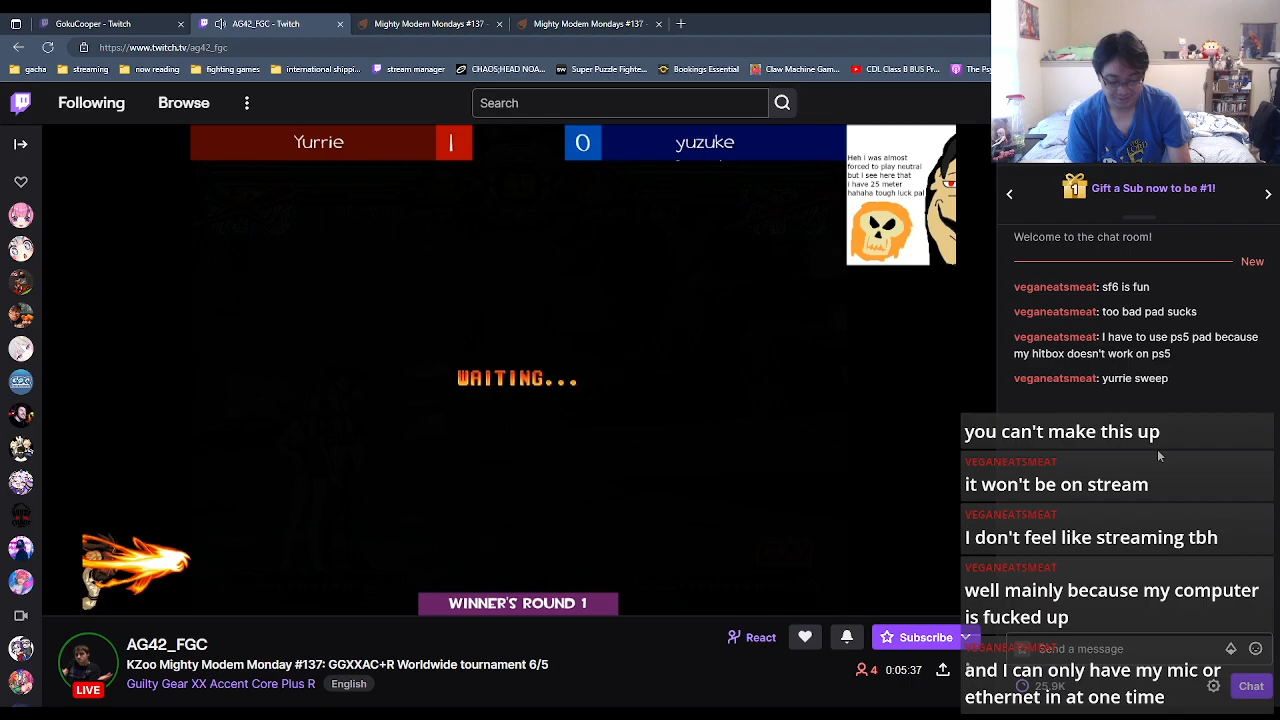 GokuCooper - Twitch
AG42_FGC - Twitch
Mighty Modem Mondays #137 -
Mighty Modem Mondays #137 -
https://www.twitch.tv/ag42_fgc
gacha
streaming
now reading
fighting games
international shippi...
stream manager
CHAOS;HEAD NOA...
Super Puzzle Fighte...
Bookings Essential
Claw Machine Gam...
CDL Class B BUS Pr...
The Ps
Following
Browse
Search
Yurrie
1
0
yuzuke
Heh i was almost
forced to play neutral
but I see here that
I have 25 meter
hahaha tough luck pal
WAITING...
WINNER'S ROUND 1
1
Gift a Sub now to be #1!
Welcome to the chat room!
New
veganeatsmeat: sf6 is fun
veganeatsmeat: too bad pad sucks
veganeatsmeat: I have to use ps5 pad because
my hitbox doesn't work on ps5
veganeatsmeat: yurrie sweep
you can't make this up
VEGANEATSMEAT
it won't be on stream
VEGANEATSMEAT
I don't feel like streaming tbh
VEGANEATSMEAT
well mainly because my computer
is fucked up
VEGANEATSMEAT
and I can only have my mic or
ethernet in at one time
Send a message
25.9K
Chat
LIVE
AG42_FGC
KZoo Mighty Modem Monday #137: GGXXAC+R Worldwide tournament 6/5
Guilty Gear XX Accent Core Plus R
English
React
Subscribe
4
0:05:37